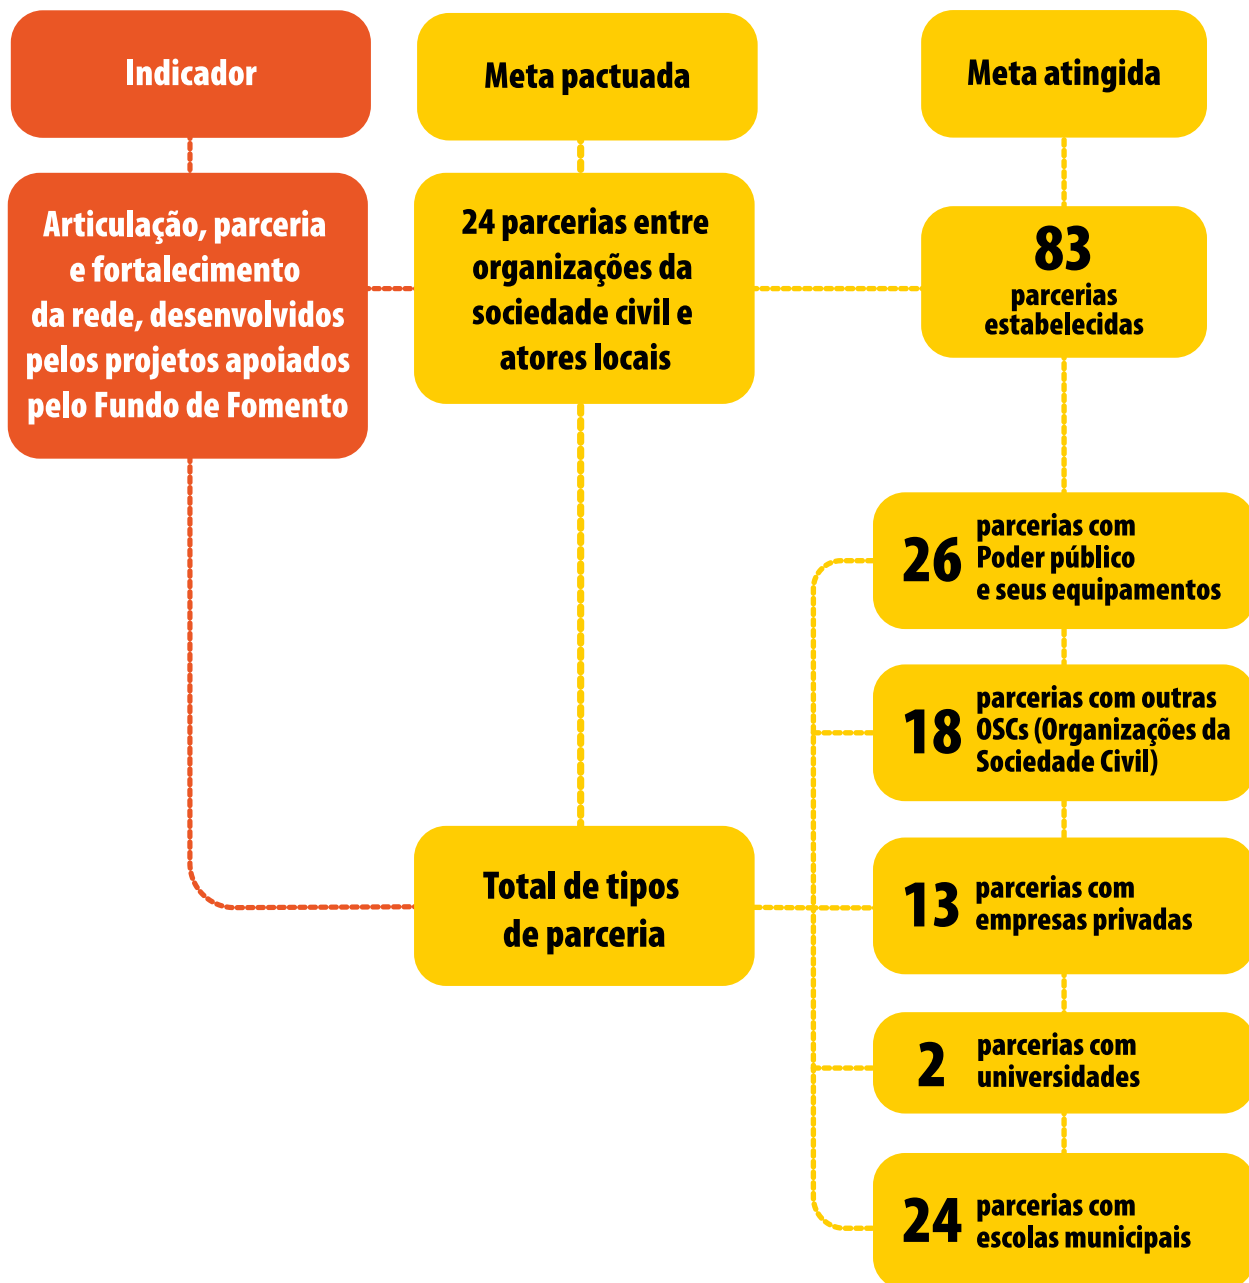 Indicador
Meta pactuada
Meta atingida
Articulação, parceria
e fortalecimento
da rede, desenvolvidos
pelos projetos apoiados
pelo Fundo de Fomento
24 parcerias entre
organizações da
sociedade civil e
atores locais
83
parcerias
estabelecidas
Total de tipos
de parceria
26
parcerias com
Poder público
e seus equipamentos
18
parcerias com outras
OSCs (Organizações da
Sociedade Civil)
13
parcerias com
empresas privadas
2
parcerias com
universidades
24
parcerias com
escolas municipais